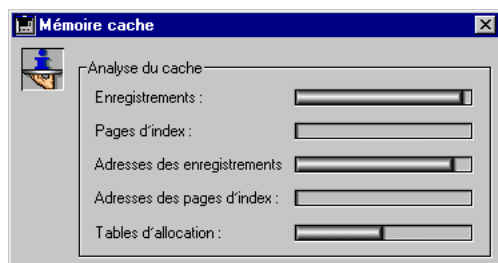 Mémoire cache
Analyse du cache
Enregistrements :
Pages d'index :
Adresses des enregistrements
Adresses des pages d'index :
Tables d'allocation :